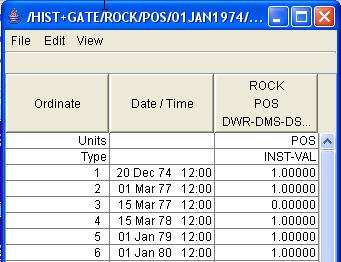 /HIST+GATE/ROCK/POS/01JAN1974/...
File Edit View
Ordinate Date / Time ROCK
POS
DWR-DMS-DS...
Units POS
Type INST-VAL
1 20 Dec 74 12:00 1.00000
2 01 Mar 77 12:00 1.00000
3 15 Mar 77 12:00 0.00000
4 15 Mar 78 12:00 1.00000
5 01 Jan 79 12:00 1.00000
6 01 Jan 80 12:00 1.00000